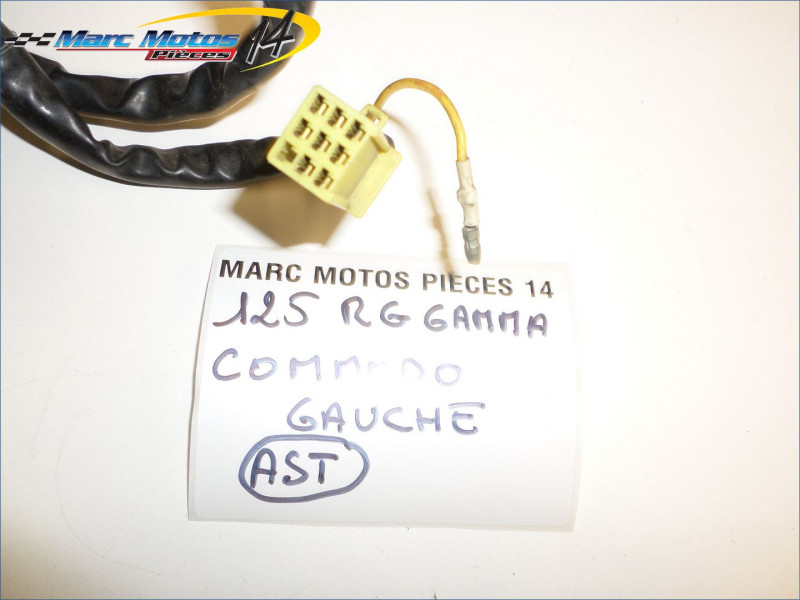 Marc Motos 14
Pièces
MARC MOTOS PIECES 14
125 RG GAMMA
COMMODO
GAUCHE
AST